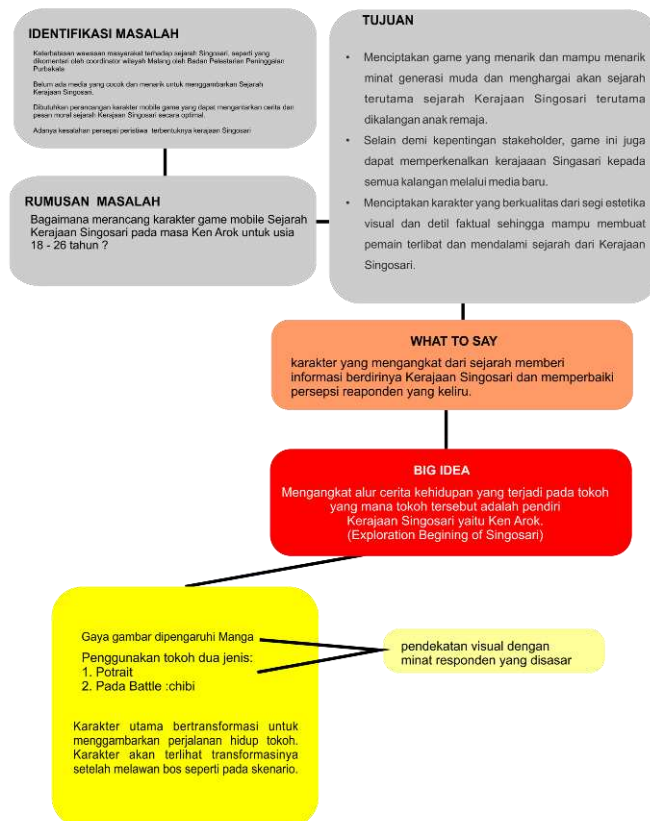 IDENTIFIKASI MASALAH
Keterbatasan wawasan masyarakat terhadap sejarah Singosari, seperti yang
dikomentari oleh coordinator wilayah Malang oleh Badan Pelestarian Peninggalan
Purbakala
Belum ada media yang cocok dan menarik untuk menggambarkan Sejarah
Kerajaan Singosari.
Dibutuhkan perancangan karakter mobile game yang dapat mengantarkan cerita dan
pesan moral sejarah Kerajaan Singosari secara optimal.
Adanya kesalahan persepsi peristiwa terbentuknya kerajaan Singosari
RUMUSAN MASALAH
Bagaimana merancang karakter game mobile Sejarah
Kerajaan Singosari pada masa Ken Arok untuk usia
18 - 26 tahun ?
TUJUAN
• Menciptakan game yang menarik dan mampu menarik
minat generasi muda dan menghargai akan sejarah
terutama sejarah Kerajaan Singosari terutama
dikalangan anak remaja.
• Selain demi kepentingan stakeholder, game ini juga
dapat memperkenalkan kerajaaan Singasari kepada
semua kalangan melalui media baru.
• Menciptakan karakter yang berkualitas dari segi estetika
visual dan detil faktual sehingga mampu membuat
pemain terlibat dan mendalami sejarah dari Kerajaan
Singosari.
WHAT TO SAY
karakter yang mengangkat dari sejarah memberi
informasi berdirinya Kerajaan Singosari dan memperbaiki
persepsi reaponden yang keliru.
BIG IDEA
Mengangkat alur cerita kehidupan yang terjadi pada tokoh
yang mana tokoh tersebut adalah pendiri
Kerajaan Singosari yaitu Ken Arok.
(Exploration Begining of Singosari)
Gaya gambar dipengaruhi Manga
Penggunakan tokoh dua jenis:
1. Potrait
2. Pada Battle :chibi
Karakter utama bertransformasi untuk
menggambarkan perjalanan hidup tokoh.
Karakter akan terlihat transformasinya
setelah melawan bos seperti pada skenario.
pendekatan visual dengan
minat responden yang disasar